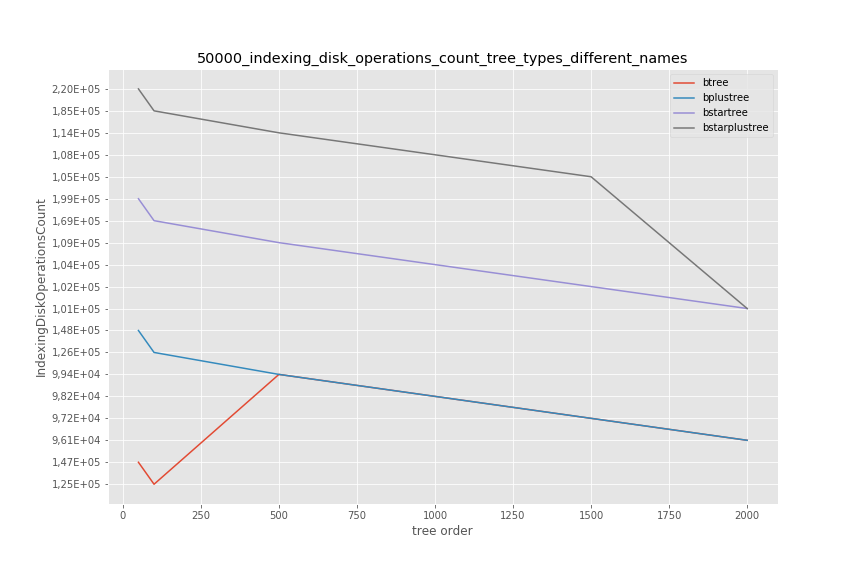 50000_indexing_disk_operations_count_tree_types_different_names
btree
bplustree
bstartree
bstarplustree
IndexingDiskOperationsCount
2,20E+05
1,85E+05
1,14E+05
1,08E+05
1,05E+05
1,99E+05
1,69E+05
1,09E+05
1,04E+05
1,02E+05
1,01E+05
1,48E+05
1,26E+05
9,94E+04
9,82E+04
9,72E+04
9,61E+04
1,47E+05
1,25E+05
0 250 500 750 1000 1250 1500 1750 2000
tree order